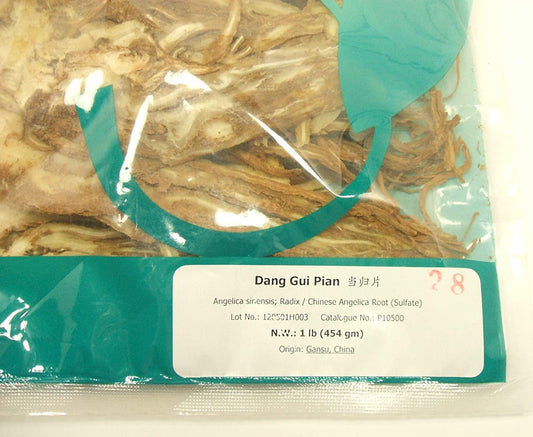 Dang Gui Pian 当归片 28
Angelica sinensis; Radix / Chinese Angelica Root (Sulfate)
Lot No.: 120501H003 Catalogue No.: P10500
N.W.: 1 lb (454 gm)
Origin: Gansu, China